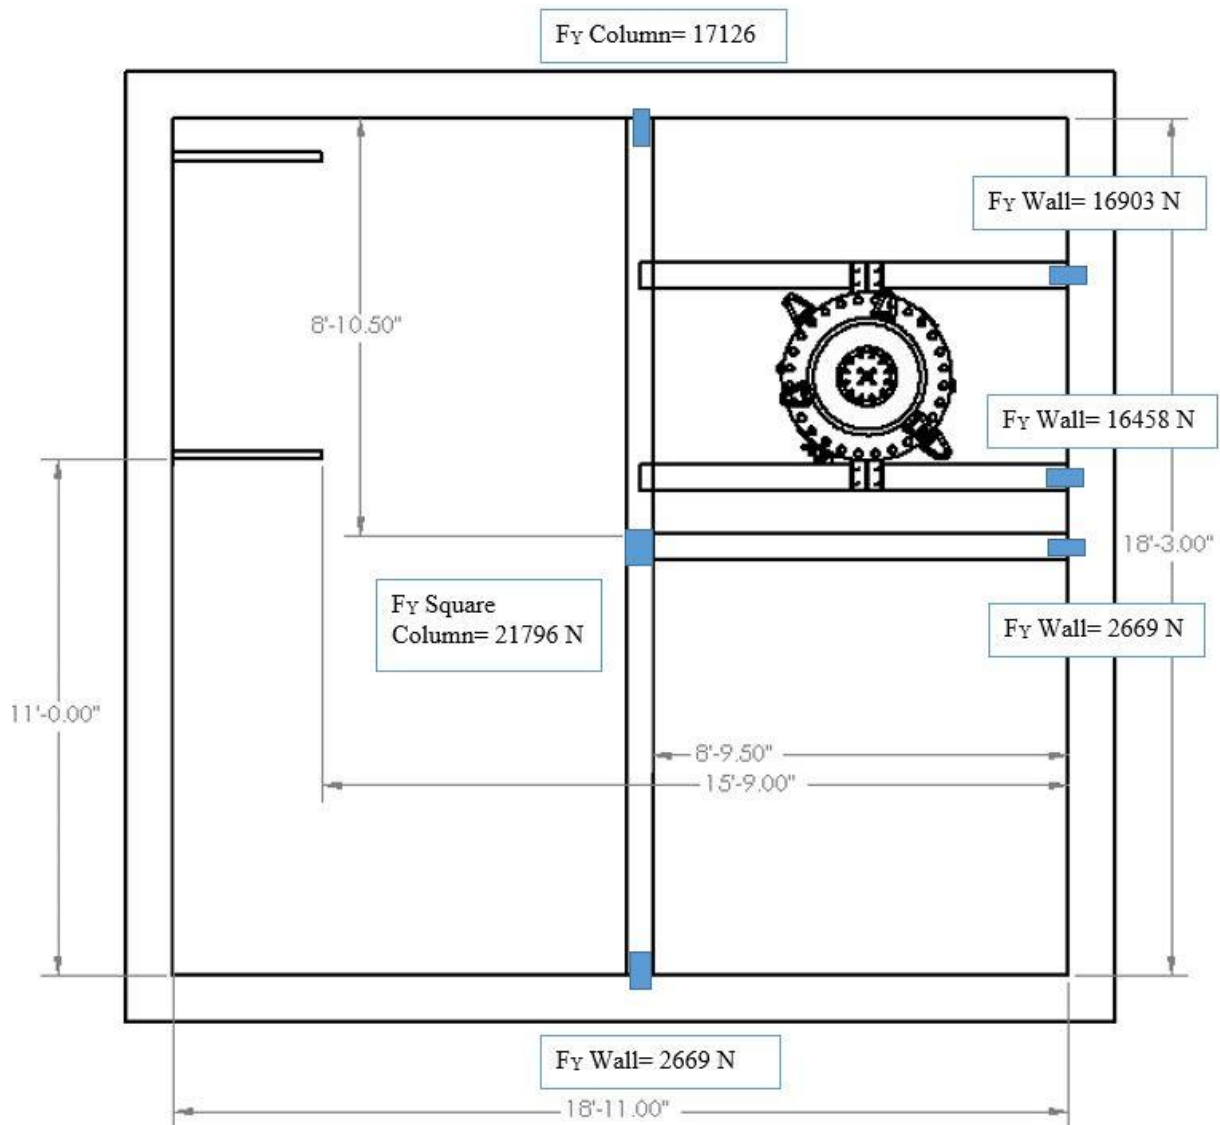 FY Column= 17126
FY Wall= 16903 N
8'-10.50"
FY Wall= 16458 N
18'-3.00"
FY Square
Column= 21796 N
FY Wall= 2669 N
11'-0.00"
8'-9.50"
15'-9.00"
FY Wall= 2669 N
18'-11.00"